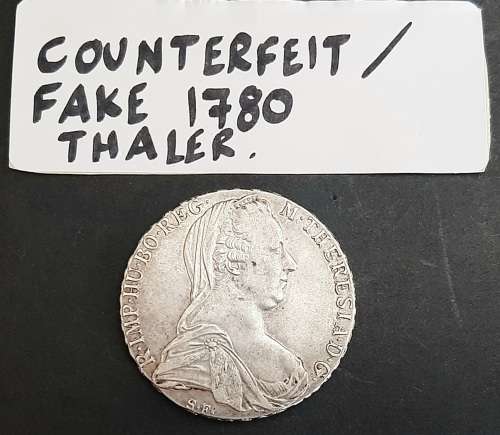 COUNTERFEIT /
FAKE 1780
THALER.
R·IMP·HU·BO·REG· M·THERESIA·D·G·
S·F·